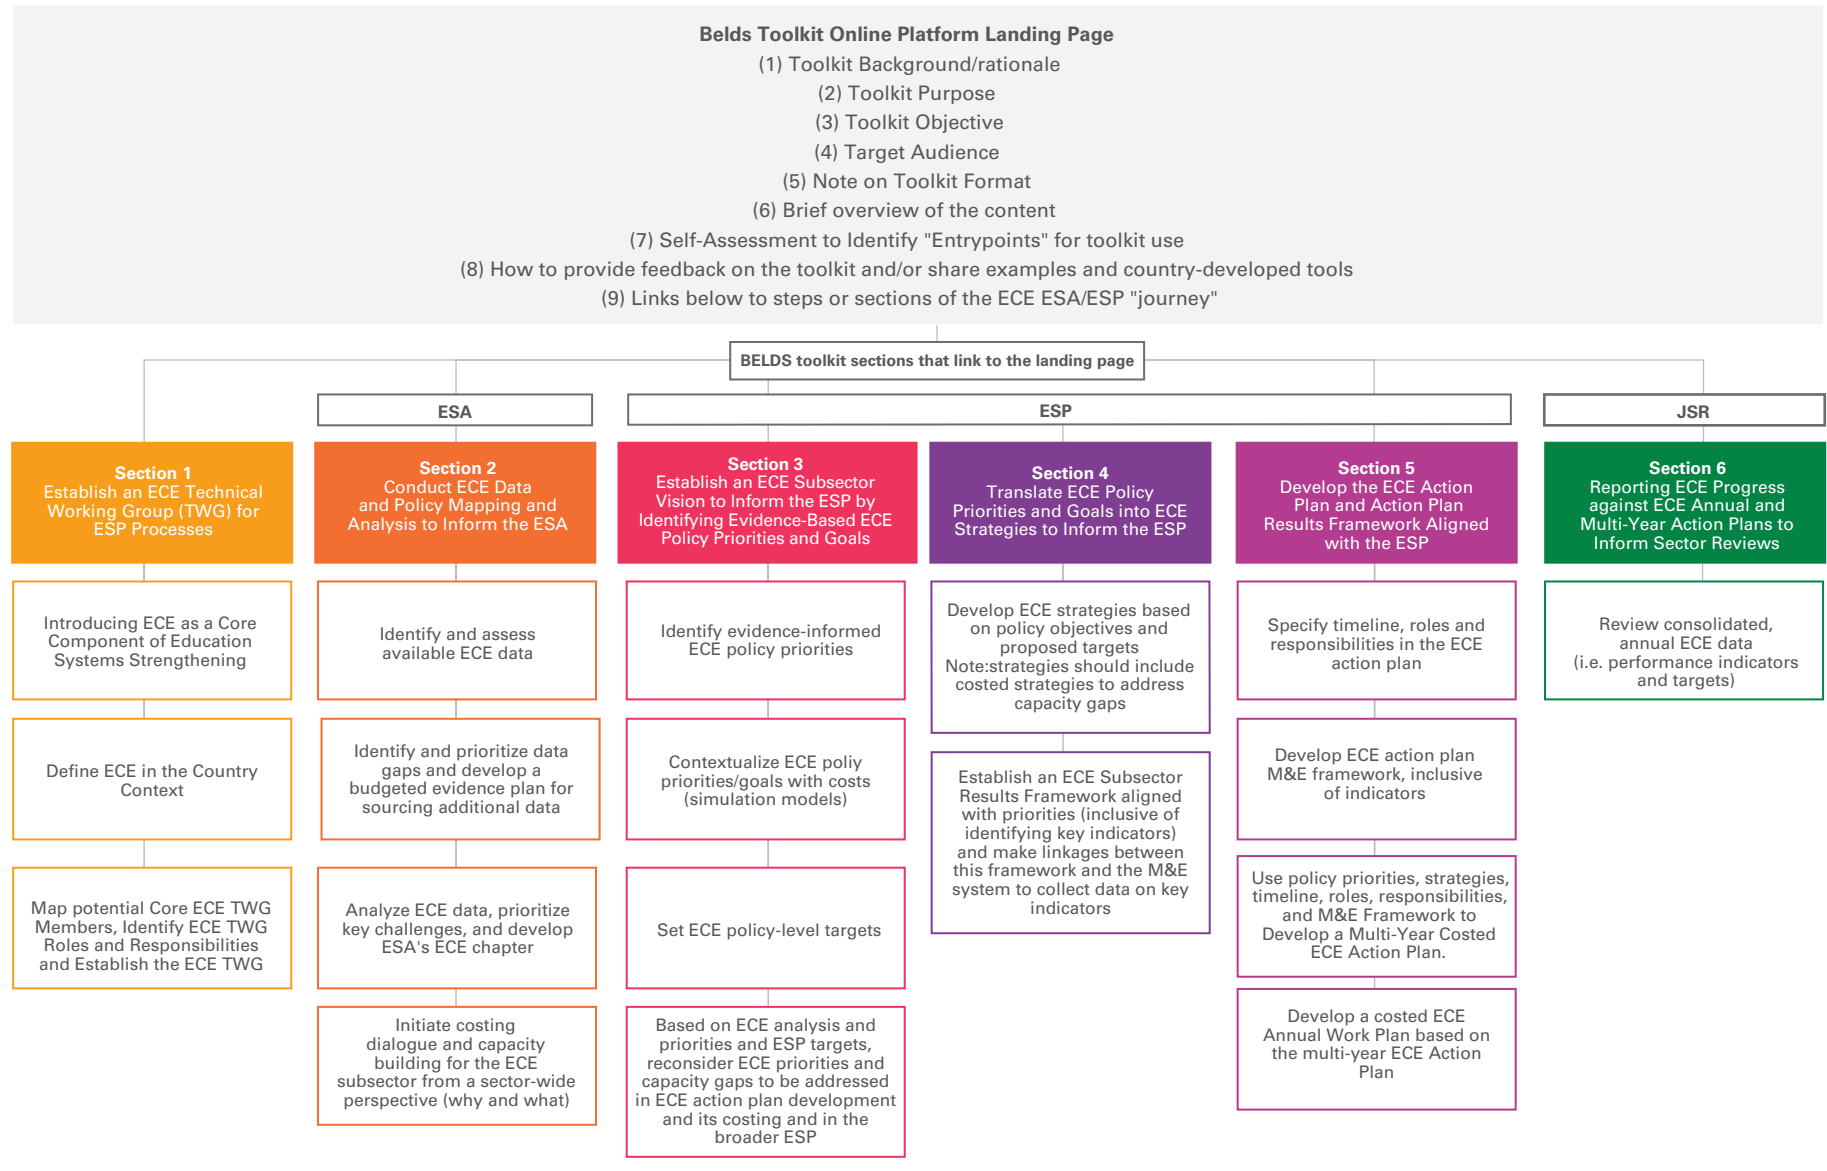 Belds Toolkit Online Platform Landing Page
(1) Toolkit Background/rationale
(2) Toolkit Purpose
(3) Toolkit Objective
(4) Target Audience
(5) Note on Toolkit Format
(6) Brief overview of the content
(7) Self-Assessment to Identify "Entrypoints" for toolkit use
(8) How to provide feedback on the toolkit and/or share examples and country-developed tools
(9) Links below to steps or sections of the ECE ESA/ESP "journey"
BELDS toolkit sections that link to the landing page
ESA
ESP
JSR
Section 1
Establish an ECE Technical
Working Group (TWG) for
ESP Processes
Introducing ECE as a Core
Component of Education
Systems Strengthening
Define ECE in the Country
Context
Map potential Core ECE TWG
Members, Identify ECE TWG
Roles and Responsibilities
and Establish the ECE TWG
Section 2
Conduct ECE Data
and Policy Mapping and
Analysis to Inform the ESA
Identify and assess
available ECE data
Identify and prioritize data
gaps and develop a
budgeted evidence plan for
sourcing additional data
Analyze ECE data, prioritize
key challenges, and develop
ESA's ECE chapter
Initiate costing
dialogue and capacity
building for the ECE
subsector from a sector-wide
perspective (why and what)
Section 3
Establish an ECE Subsector
Vision to Inform the ESP by
Identifying Evidence-Based ECE
Policy Priorities and Goals
Identify evidence-informed
ECE policy priorities
Contextualize ECE poliy
priorities/goals with costs
(simulation models)
Set ECE policy-level targets
Based on ECE analysis and
priorities and ESP targets,
reconsider ECE priorities and
capacity gaps to be addressed
in ECE action plan development
and its costing and in the
broader ESP
Section 4
Translate ECE Policy
Priorities and Goals into ECE
Strategies to Inform the ESP
Develop ECE strategies based
on policy objectives and
proposed targets
Note:strategies should include
costed strategies to address
capacity gaps
Establish an ECE Subsector
Results Framework aligned
with priorities (inclusive of
identifying key indicators)
and make linkages between
this framework and the M&E
system to collect data on key
indicators
Section 5
Develop the ECE Action
Plan and Action Plan
Results Framework Aligned
with the ESP
Specify timeline, roles and
responsibilities in the ECE
action plan
Develop ECE action plan
M&E framework, inclusive
of indicators
Use policy priorities, strategies,
timeline, roles, responsibilities,
and M&E Framework to
Develop a Multi-Year Costed
ECE Action Plan.
Develop a costed ECE
Annual Work Plan based on
the multi-year ECE Action
Plan
Section 6
Reporting ECE Progress
against ECE Annual and
Multi-Year Action Plans to
Inform Sector Reviews
Review consolidated,
annual ECE data
(i.e. performance indicators
and targets)